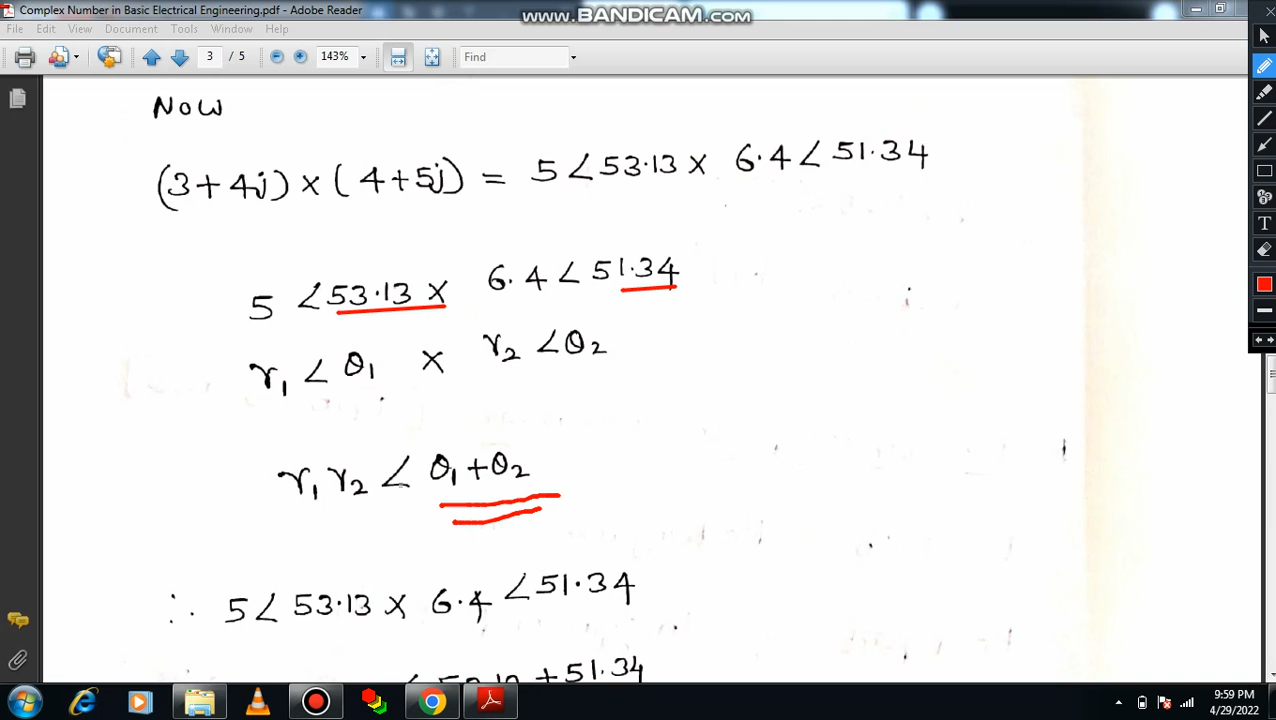 Complex Number in Basic Electrical Engineering.pdf - Adobe Reader
www.BANDICAM.com
File Edit View Document Tools Window Help
3 / 5 143% Find
Now
(3+4j) × (4+5j) = 5∠53.13 × 6.4∠51.34
5 ∠53.13 × 6.4∠51.34
r₁ ∠ θ₁ × r₂ ∠θ₂
r₁r₂ ∠ θ₁+θ₂
∴ 5∠53.13 × 6.4 ∠51.34
+51.34
T
9:59 PM
4/29/2022